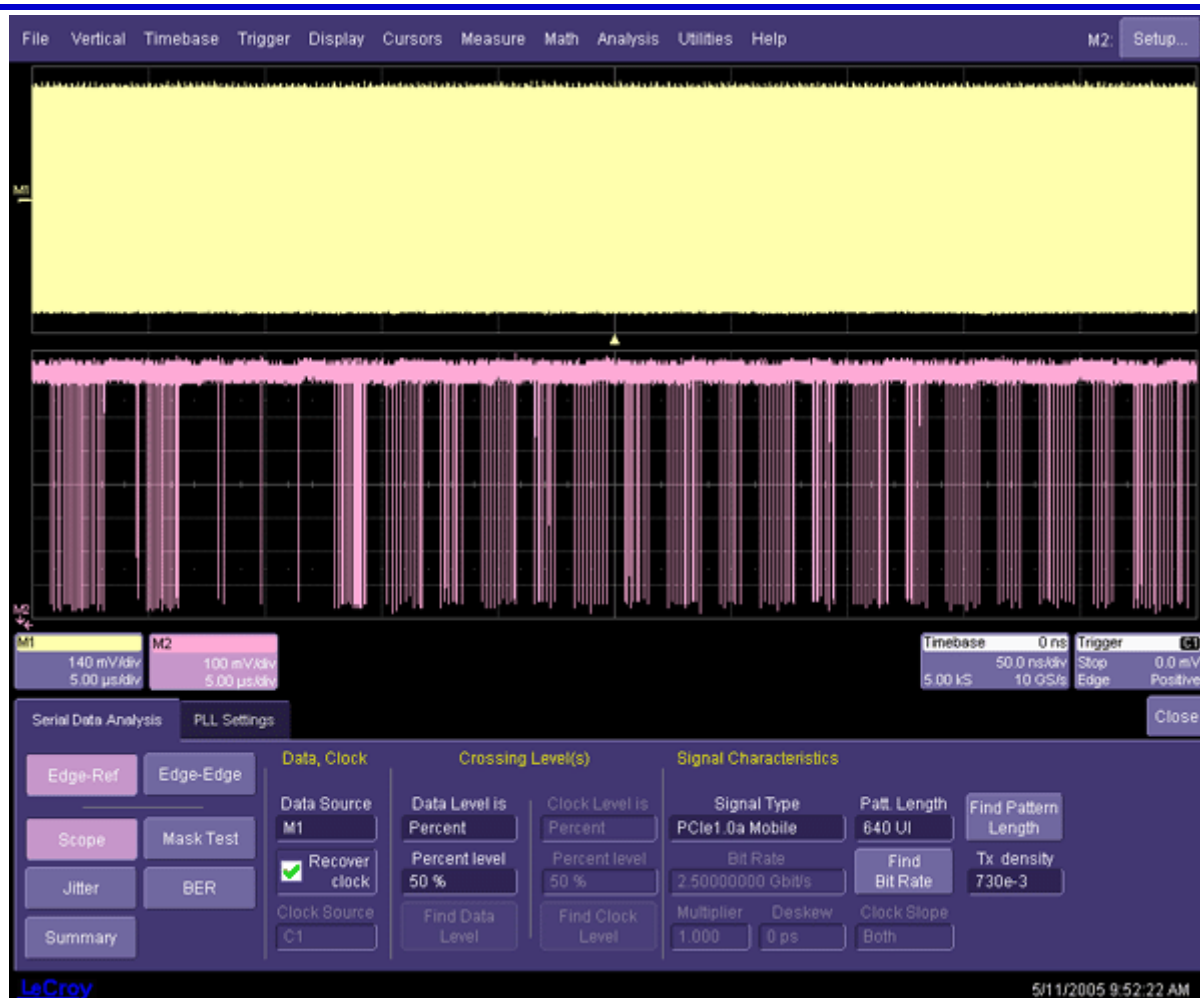 File Vertical Timebase Trigger Display Cursors Measure Math Analysis Utilities Help M2: Setup...
M1
M2
M1
140 mV/div
5.00 µs/div
M2
100 mV/div
5.00 µs/div
Timebase 0 ns
50.0 ns/div
5.00 kS 10 GS/s
Trigger C1
Stop 0.0 mV
Edge Positive
Serial Data Analysis PLL Settings Close
Edge-Ref Edge-Edge
Scope Mask Test
Jitter BER
Summary
Data, Clock
Data Source
M1
Recover clock
Clock Source
C1
Crossing Level(s)
Data Level is
Percent
Percent level
50 %
Find Data Level
Clock Level is
Percent
Percent level
50 %
Find Clock Level
Signal Characteristics
Signal Type
PCIe1.0a Mobile
Bit Rate
2.50000000 Gbit/s
Multiplier Deskew
1.000 0 ps
Patt. Length
640 UI
Find Bit Rate
Clock Slope
Both
Find Pattern Length
Tx density
730e-3
LeCroy 5/11/2005 9:52:22 AM